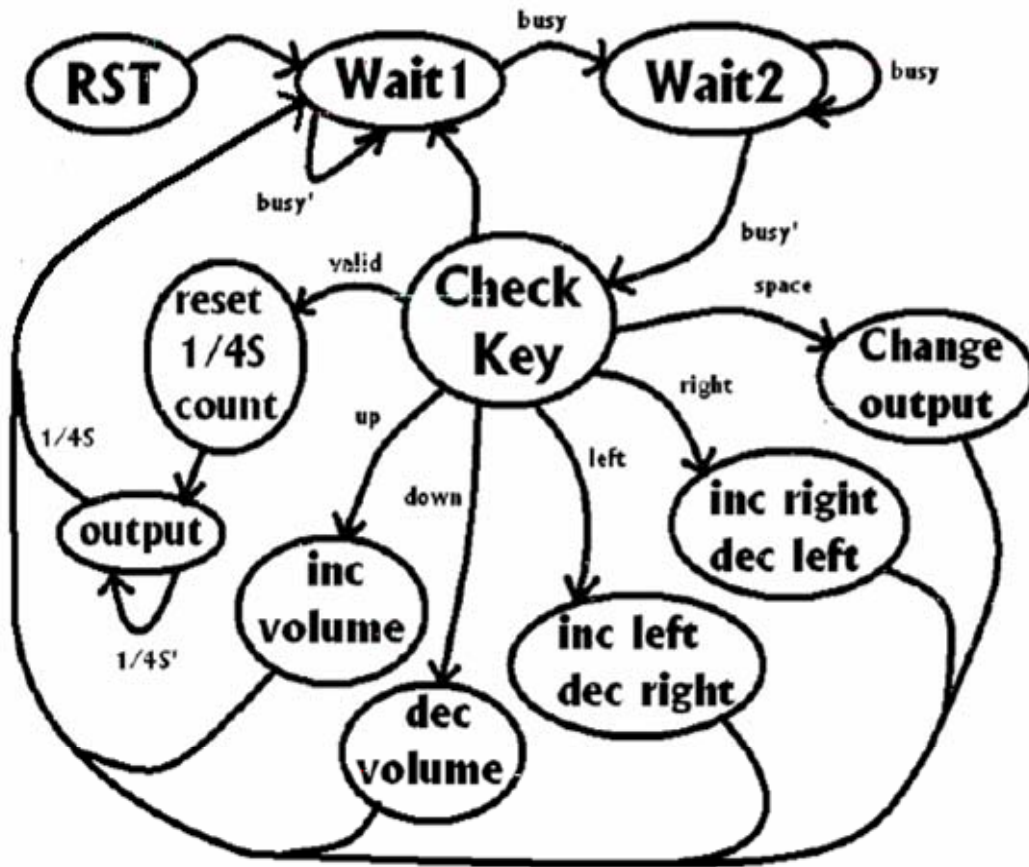 RST
Wait1
busy
Wait2
busy
busy'
busy'
valid
Check
Key
space
reset
1/4S
count
Change
output
right
up
left
1/4S
down
output
inc right
dec left
inc
volume
inc left
dec right
1/4S'
dec
volume